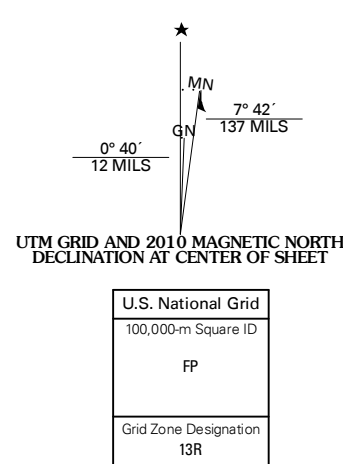 ★
MN
7° 42´
137 MILS
GN
0° 40´
12 MILS
UTM GRID AND 2010 MAGNETIC NORTH
DECLINATION AT CENTER OF SHEET
U.S. National Grid
100,000-m Square ID
FP
Grid Zone Designation
13R